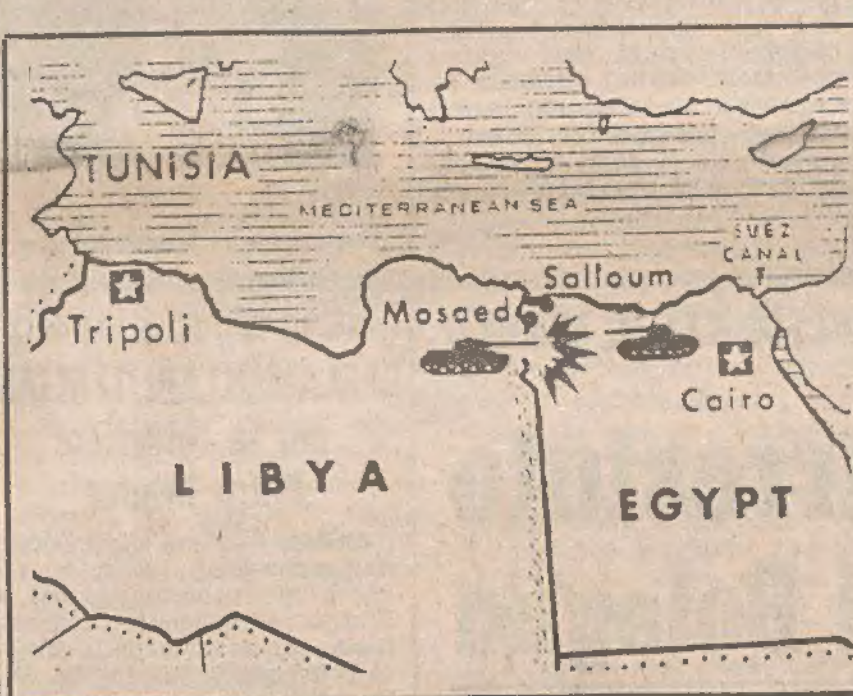 TUNISIA
MEDITERRANEAN SEA
SUEZ
CANAL
Salloum
Mosaed
Tripoli
Cairo
LIBYA
EGYPT